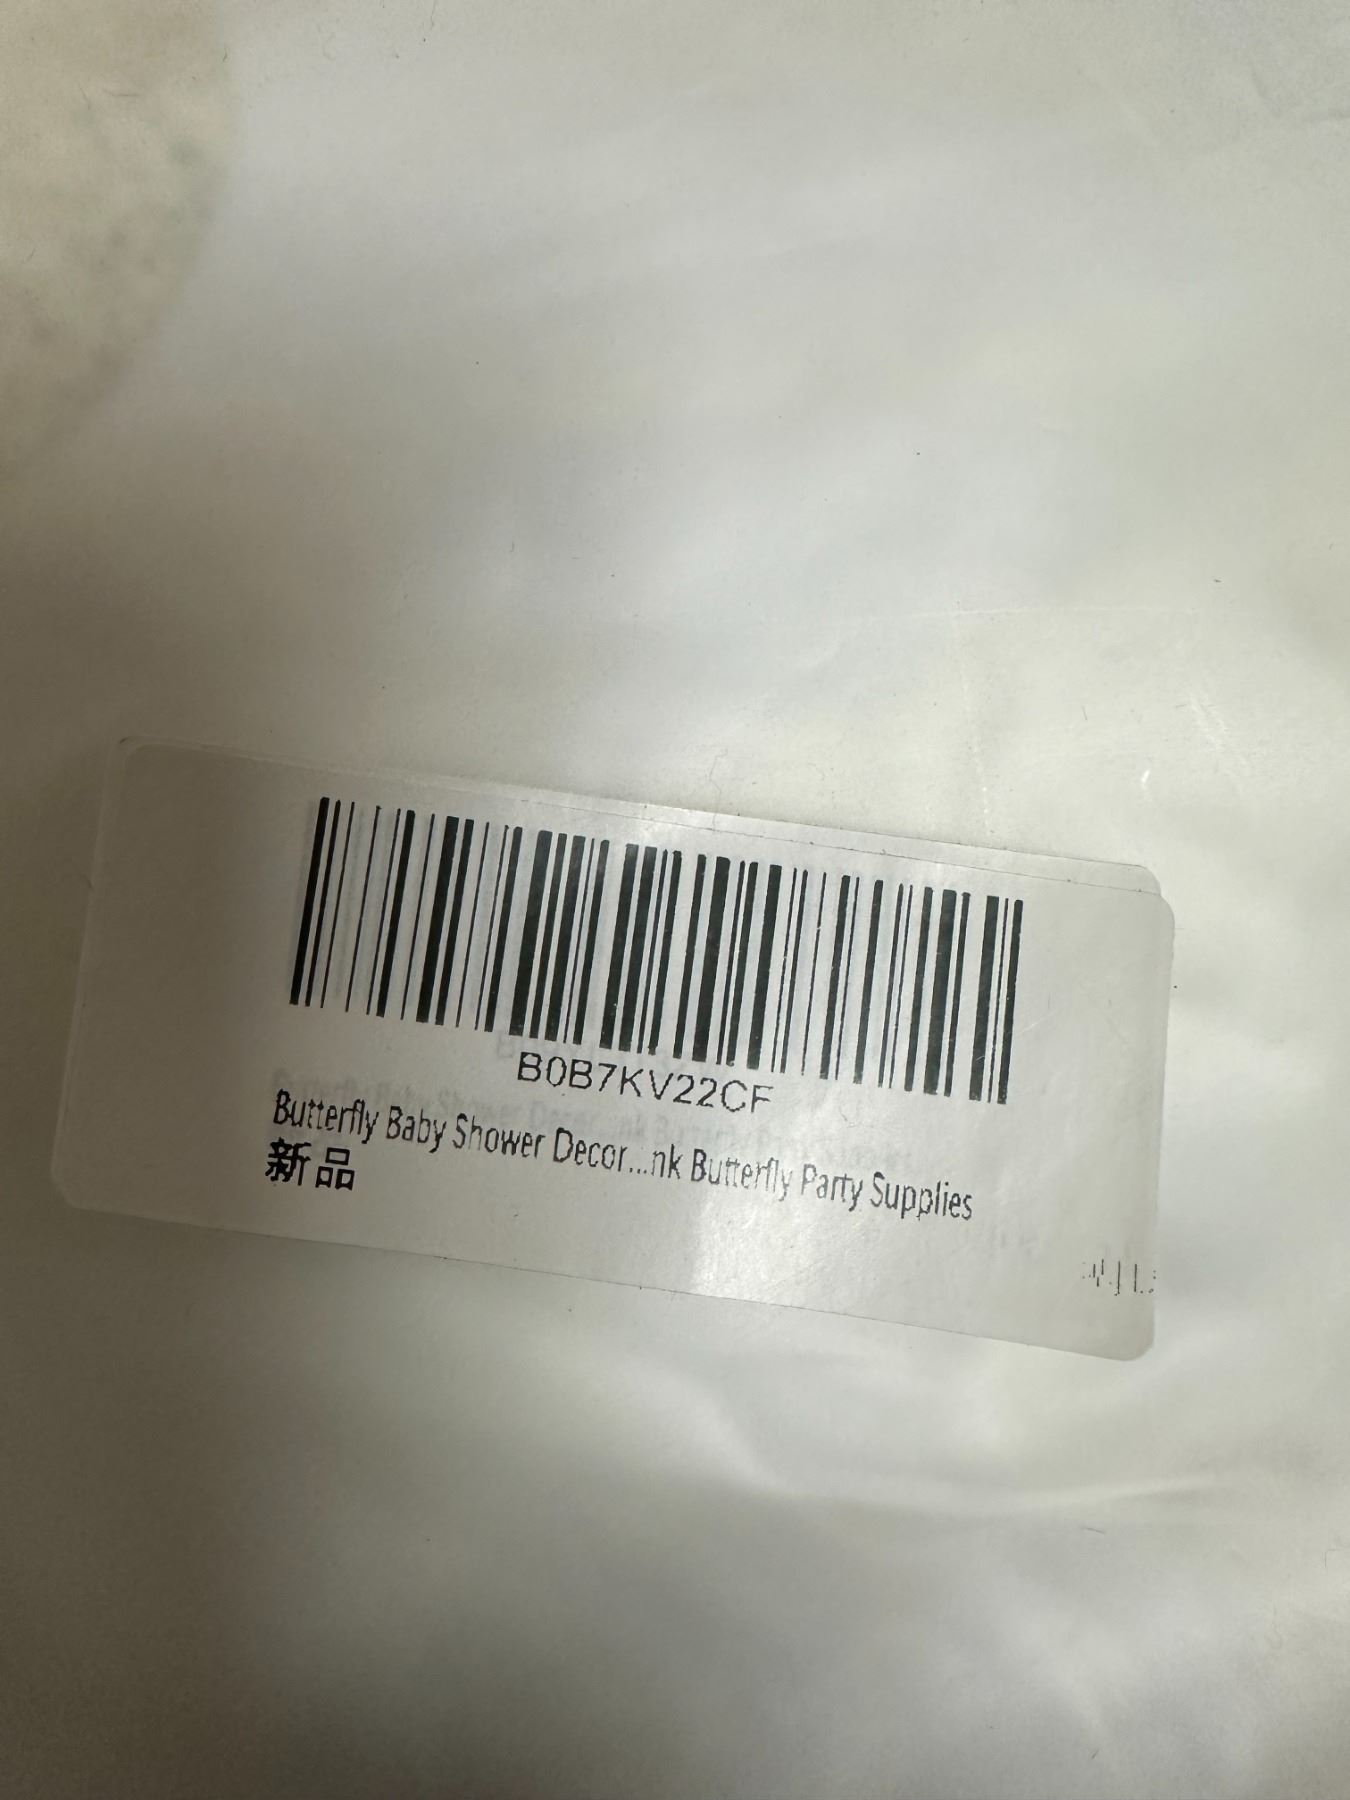 B0B7KV22CF
Butterfly Baby Shower Decor...nk Butterfly Party Supplies
新品